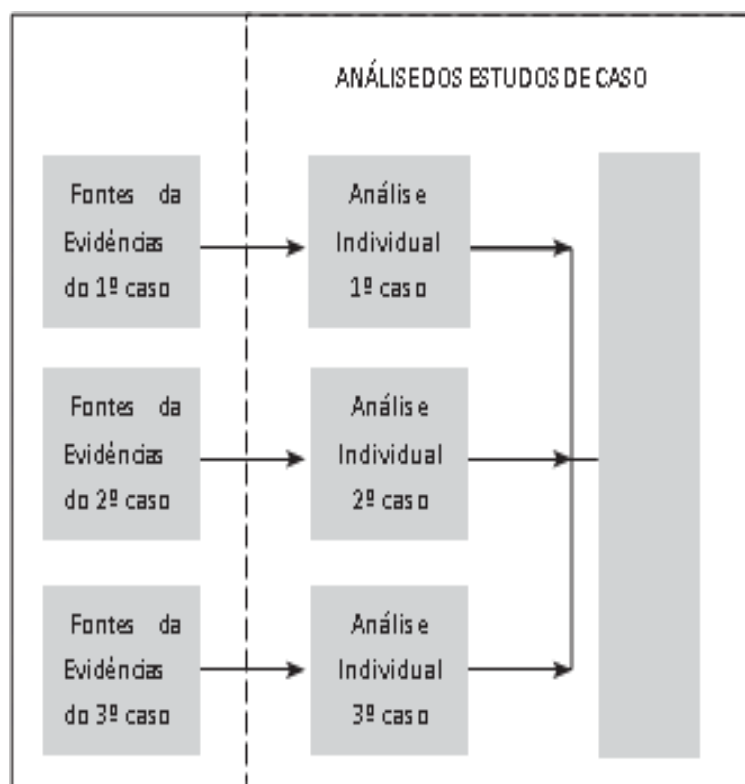 ANÁLISEDOS ESTUDOS DE CASO
Fontes da
Evidências
do 1º caso
Análise
Individual
1º caso
Fontes da
Evidências
do 2º caso
Análise
Individual
2º caso
Fontes da
Evidências
do 3º caso
Análise
Individual
3º caso